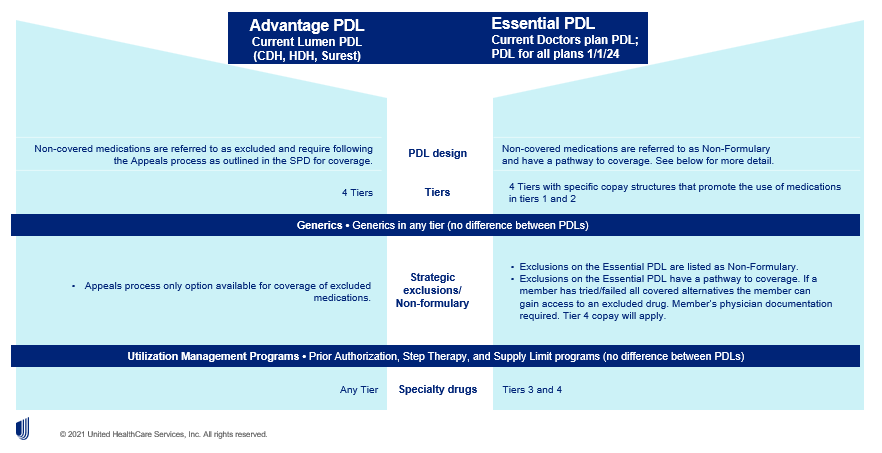 Advantage PDL
Current Lumen PDL
(CDH, HDH, Surest)
Essential PDL
Current Doctors plan PDL;
PDL for all plans 1/1/24
Non-covered medications are referred to as excluded and require following
the Appeals process as outlined in the SPD for coverage.
PDL design
Non-covered medications are referred to as Non-Formulary
and have a pathway to coverage. See below for more detail.
4 Tiers
Tiers
4 Tiers with specific copay structures that promote the use of medications
in tiers 1 and 2
Generics • Generics in any tier (no difference between PDLs)
• Appeals process only option available for coverage of excluded
medications.
Strategic
exclusions/
Non-formulary
• Exclusions on the Essential PDL are listed as Non-Formulary.
• Exclusions on the Essential PDL have a pathway to coverage. If a
member has tried/failed all covered alternatives the member can
gain access to an excluded drug. Member's physician documentation
required. Tier 4 copay will apply.
Utilization Management Programs • Prior Authorization, Step Therapy, and Supply Limit programs (no difference between PDLs)
Any Tier
Specialty drugs
Tiers 3 and 4
© 2021 United HealthCare Services, Inc. All rights reserved.